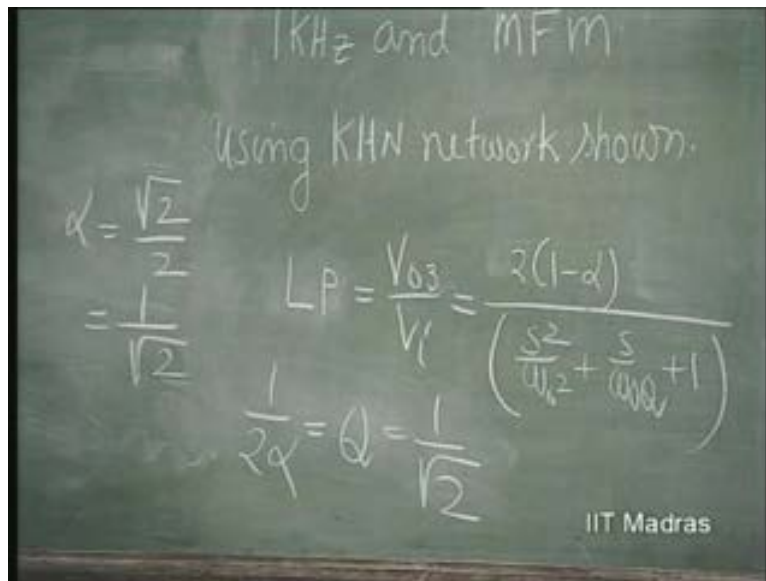 1KHz and MFM
using KHN network shown.
α = √2/2
= 1/√2
LP = V03/Vi = 2(1-α)/(s²/ω0² + s/ω0Q + 1)
1/2α = Q = 1/√2
IIT Madras